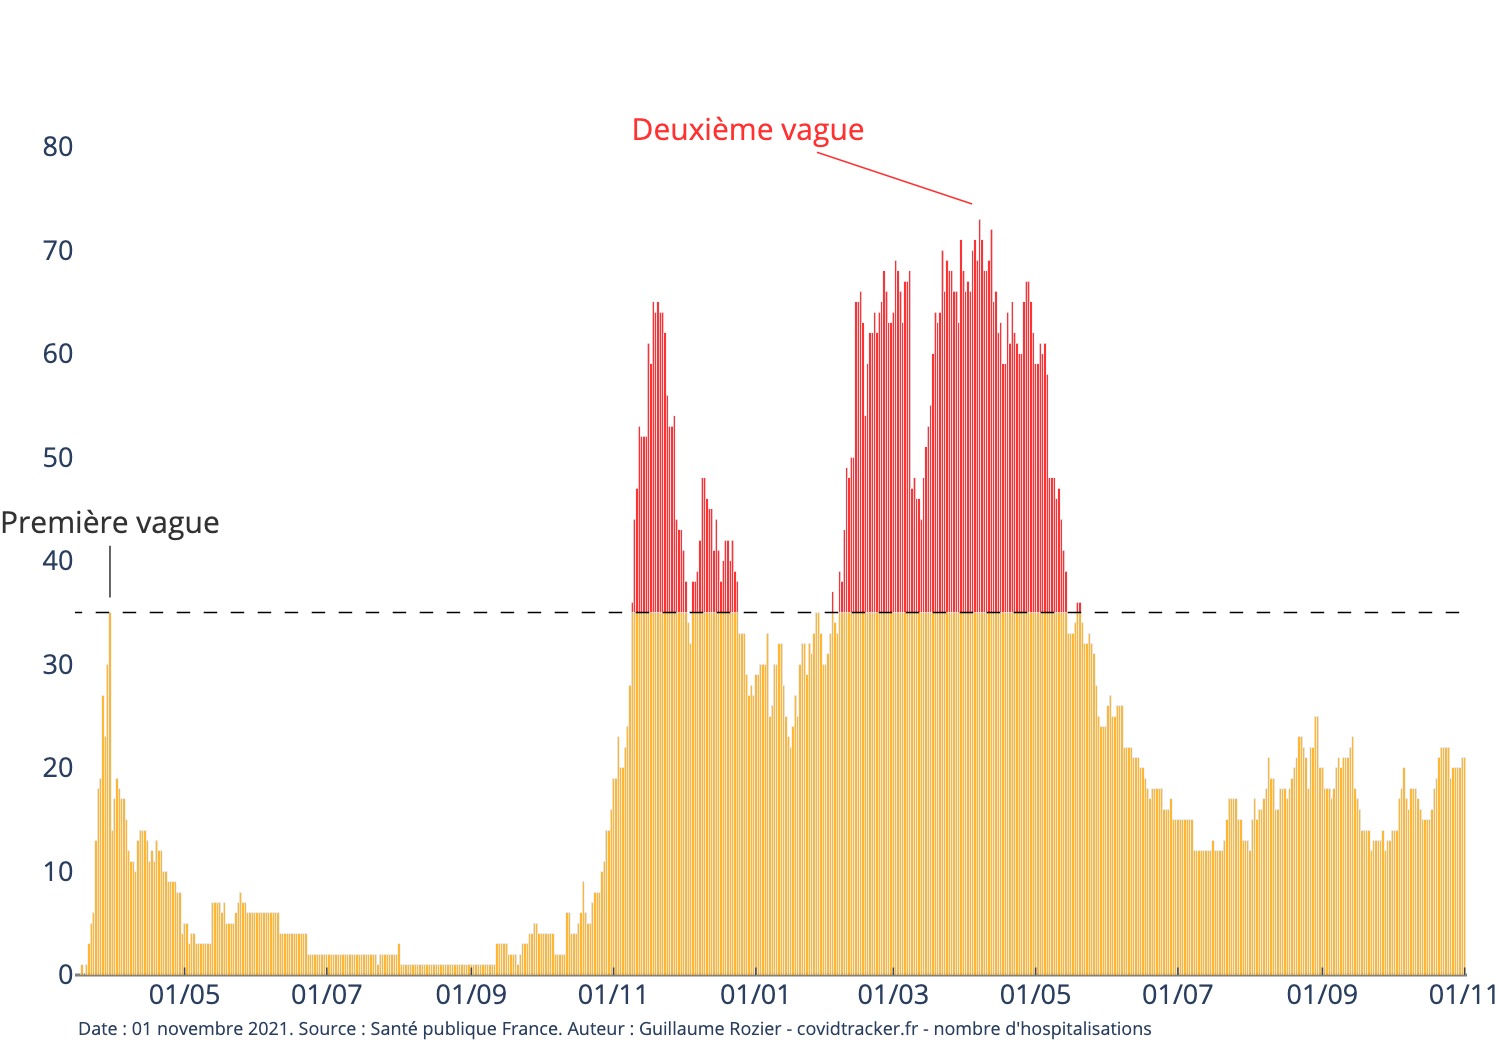 Deuxième vague
80
70
60
50
Première vague
40
30
20
10
0
01/05 01/07 01/09 01/11 01/01 01/03 01/05 01/07 01/09 01/11
Date : 01 novembre 2021. Source : Santé publique France. Auteur : Guillaume Rozier - covidtracker.fr - nombre d'hospitalisations